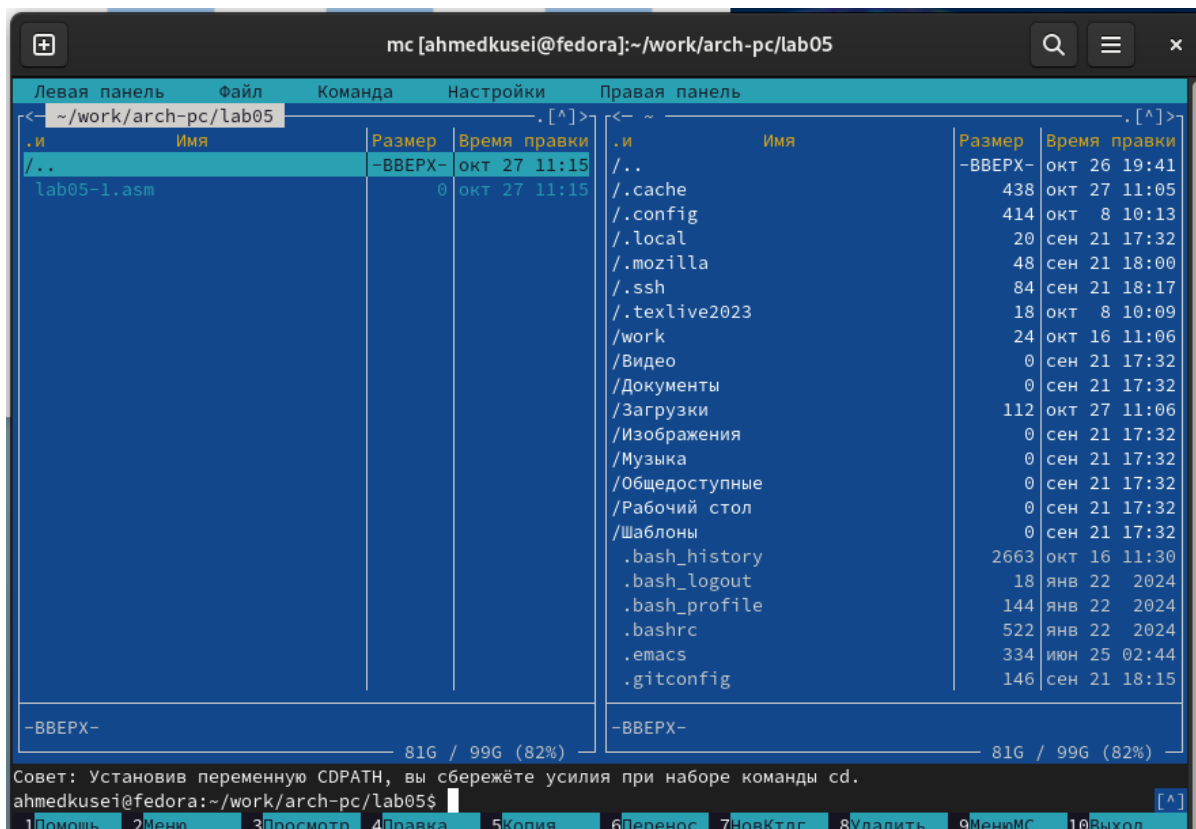 mc [ahmedkusei@fedora]:~/work/arch-pc/lab05
Левая панель Файл Команда Настройки Правая панель
<— ~/work/arch-pc/lab05 .[^]>
.и Имя Размер Время правки
/.. -ВВЕРХ- окт 27 11:15
lab05-1.asm 0 окт 27 11:15
-ВВЕРХ-
81G / 99G (82%)
<— ~ .[^]>
.и Имя Размер Время правки
/.. -ВВЕРХ- окт 26 19:41
/.cache 438 окт 27 11:05
/.config 414 окт 8 10:13
/.local 20 сен 21 17:32
/.mozilla 48 сен 21 18:00
/.ssh 84 сен 21 18:17
/.texlive2023 18 окт 8 10:09
/work 24 окт 16 11:06
/Видео 0 сен 21 17:32
/Документы 0 сен 21 17:32
/Загрузки 112 окт 27 11:06
/Изображения 0 сен 21 17:32
/Музыка 0 сен 21 17:32
/Общедоступные 0 сен 21 17:32
/Рабочий стол 0 сен 21 17:32
/Шаблоны 0 сен 21 17:32
.bash_history 2663 окт 16 11:30
.bash_logout 18 янв 22 2024
.bash_profile 144 янв 22 2024
.bashrc 522 янв 22 2024
.emacs 334 июн 25 02:44
.gitconfig 146 сен 21 18:15
-ВВЕРХ-
81G / 99G (82%)
Совет: Установив переменную CDPATH, вы сбережёте усилия при наборе команды cd.
ahmedkusei@fedora:~/work/arch-pc/lab05$ [^]
1Помощь 2Меню 3Просмотр 4Правка 5Копия 6Перенос 7НовКтлг 8Удалить 9МенюMC 10Выход